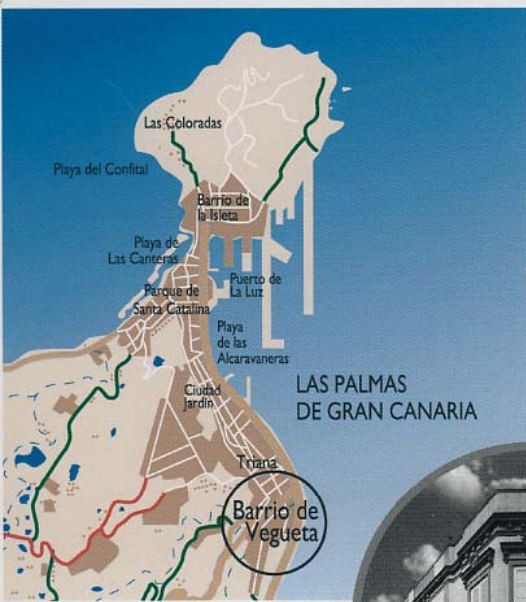 Las Coloradas
Playa del Confital
Barrio de
la Isleta
Playa de
Las Canteras
Puerto de
La Luz
Parque de
Santa Catalina
Playa
de las
Alcaravaneras
LAS PALMAS
DE GRAN CANARIA
Ciudad
Jardín
Triana
Barrio de
Vegueta